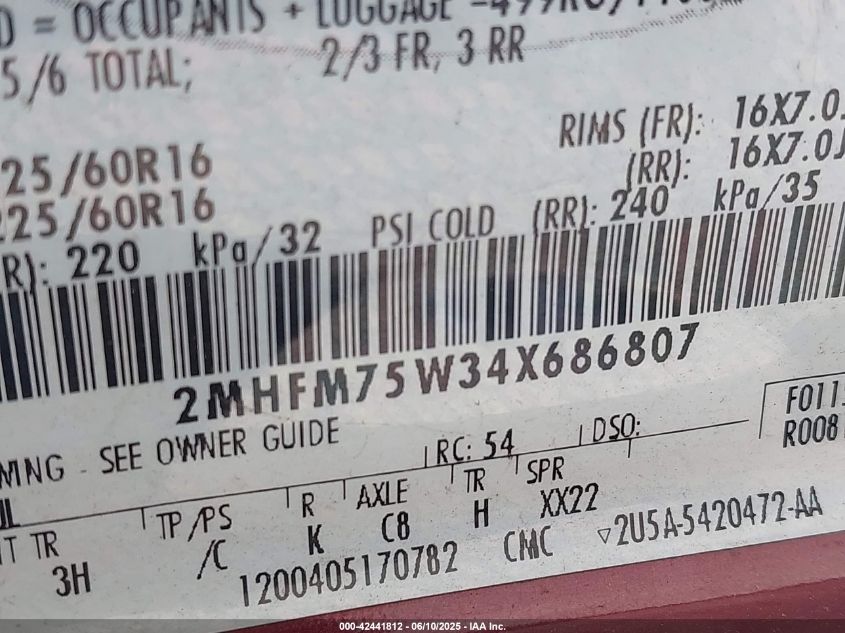 = OCCUPANTS + LUGGAGE
5/6 TOTAL; 2/3 FR, 3 RR
25/60R16 RIMS (FR): 16X7.0J
225/60R16 (RR): 16X7.0J
R): 220 kPa/32 PSI COLD (RR): 240 kPa/35
2MHFM75W34X686807
MNG - SEE OWNER GUIDE RC: 54 DSO: F011
R008
T TR TP/PS R AXLE TR SPR
3H /C K C8 H XX22
1200405170782 CMC ▽2U5A-5420472-AA
000-42441812 - 06/10/2025 - IAA Inc.